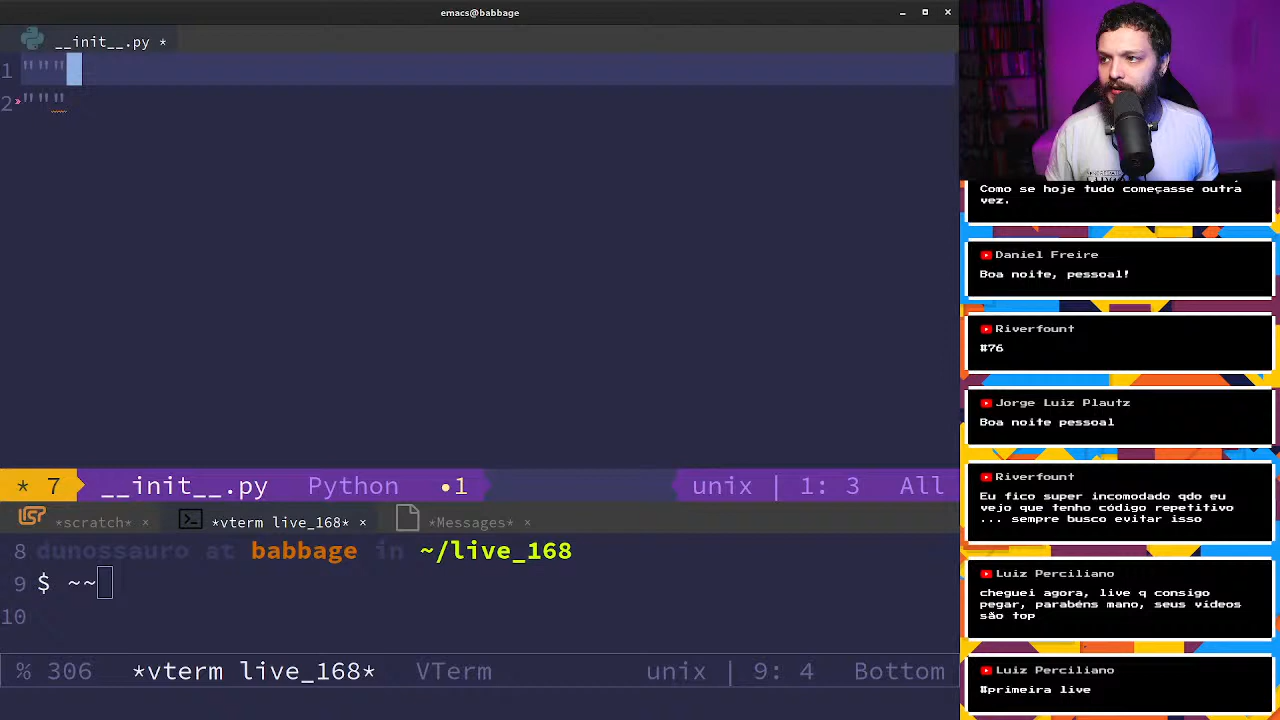 emacs@babbage
__init__.py *
1 """
2 """
* 7 __init__.py Python •1 unix | 1: 3 All
*scratch* × *vterm live_168* × *Messages* ×
8 dunossauro at babbage in ~/live_168
9 $ ~~
10
% 306 *vterm live_168* VTerm unix | 9: 4 Bottom
Como se hoje tudo começasse outra
vez.
Daniel Freire
Boa noite, pessoal!
Riverfount
#76
Jorge Luiz Plautz
Boa noite pessoal
Riverfount
Eu fico super incomodado qdo eu
vejo que tenho código repetitivo
... sempre busco evitar isso
Luiz Perciliano
cheguei agora, live q consigo
pegar, parabéns mano, seus vídeos
são top
Luiz Perciliano
#primeira live